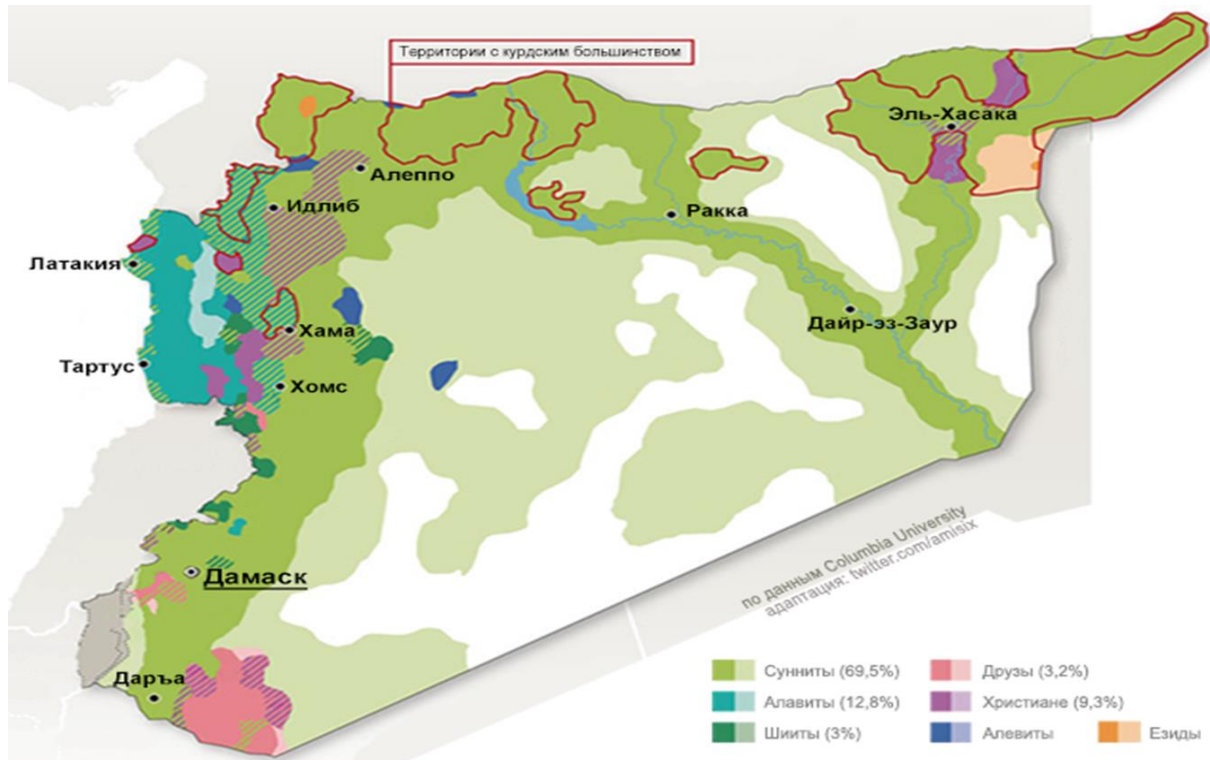 Территории с курдским большинством
Эль-Хасака
Алеппо
Идлиб
Ракка
Латакия
Дайр-эз-Заур
Хама
Тартус
Хомс
по данным Columbia University
адаптация: twitter.com/amisix
Дамаск
Даръа
Сунниты (69,5%)
Друзы (3,2%)
Алавиты (12,8%)
Христиане (9,3%)
Шииты (3%)
Алевиты
Езиды